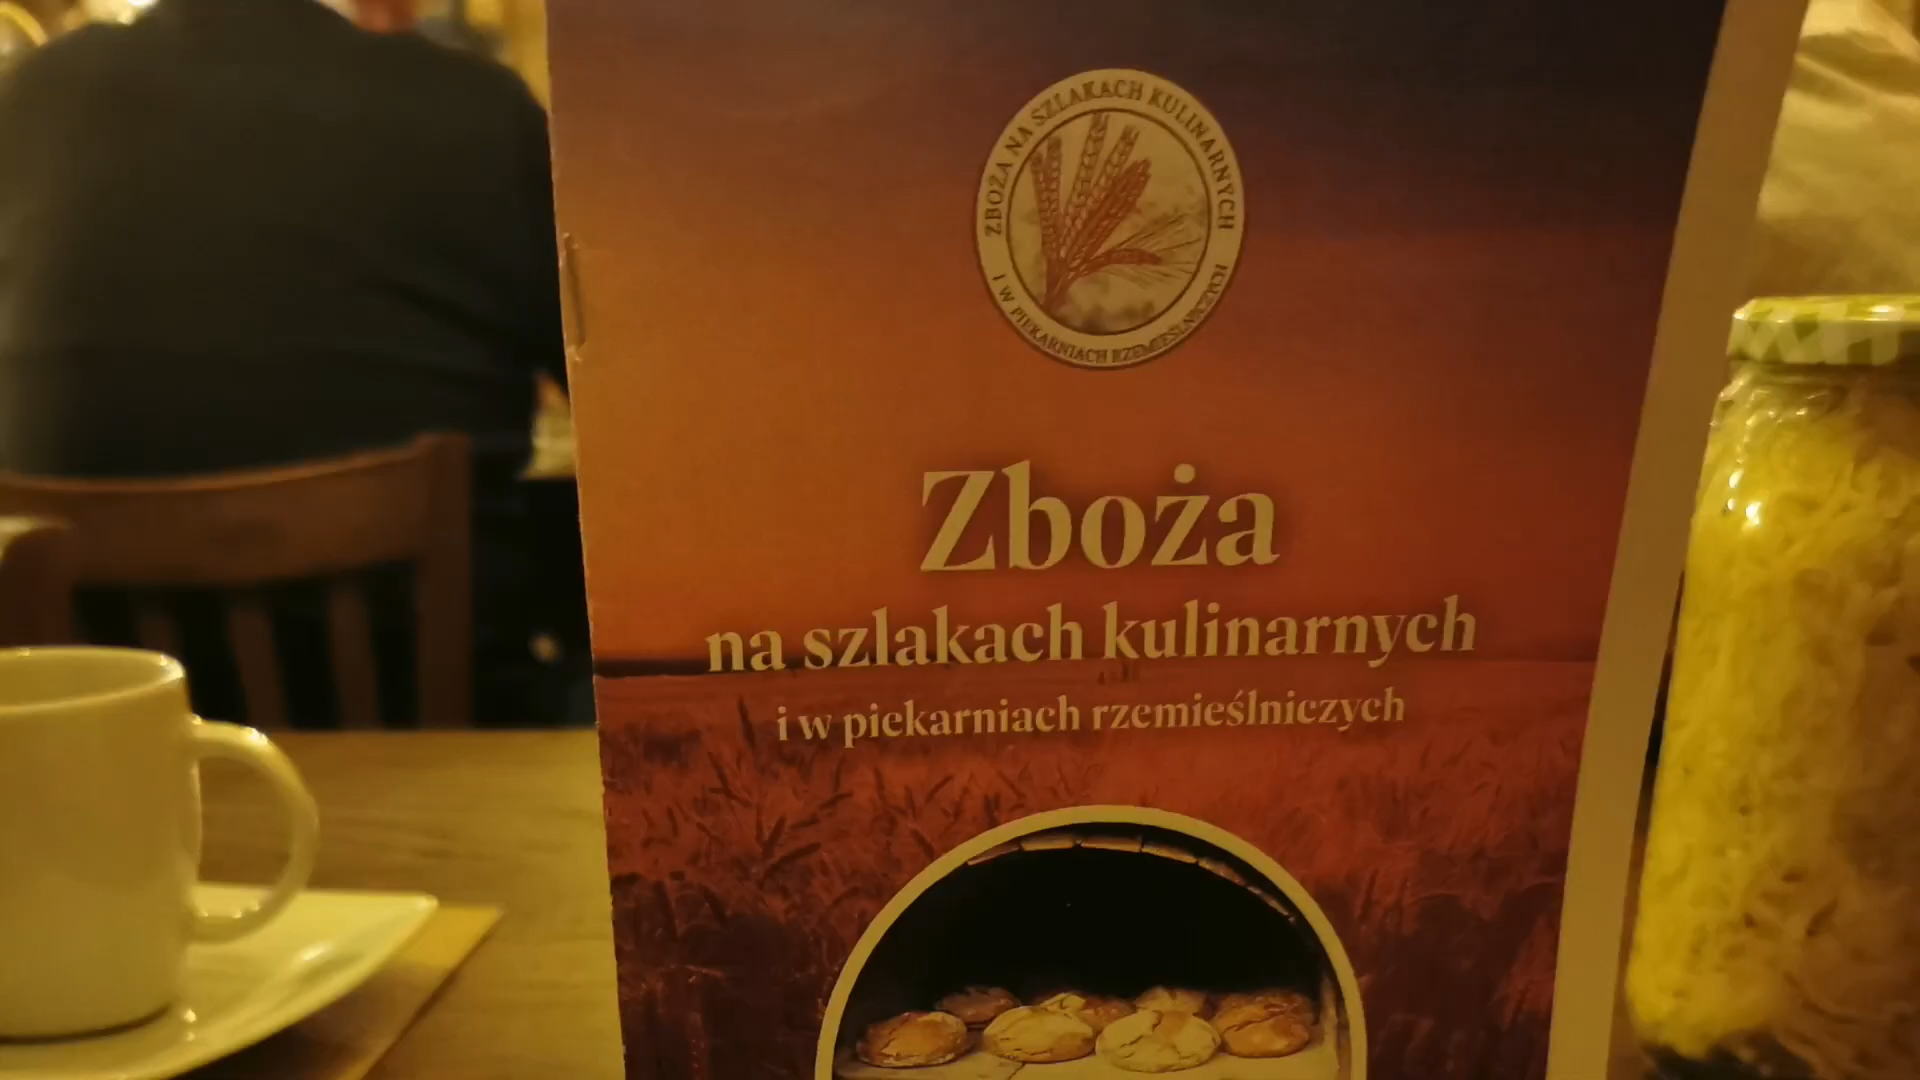 ZBOŻA NA SZLAKACH KULINARNYCH
I W PIEKARNIACH RZEMIEŚLNICZYCH
Zboża
na szlakach kulinarnych
i w piekarniach rzemieślniczych